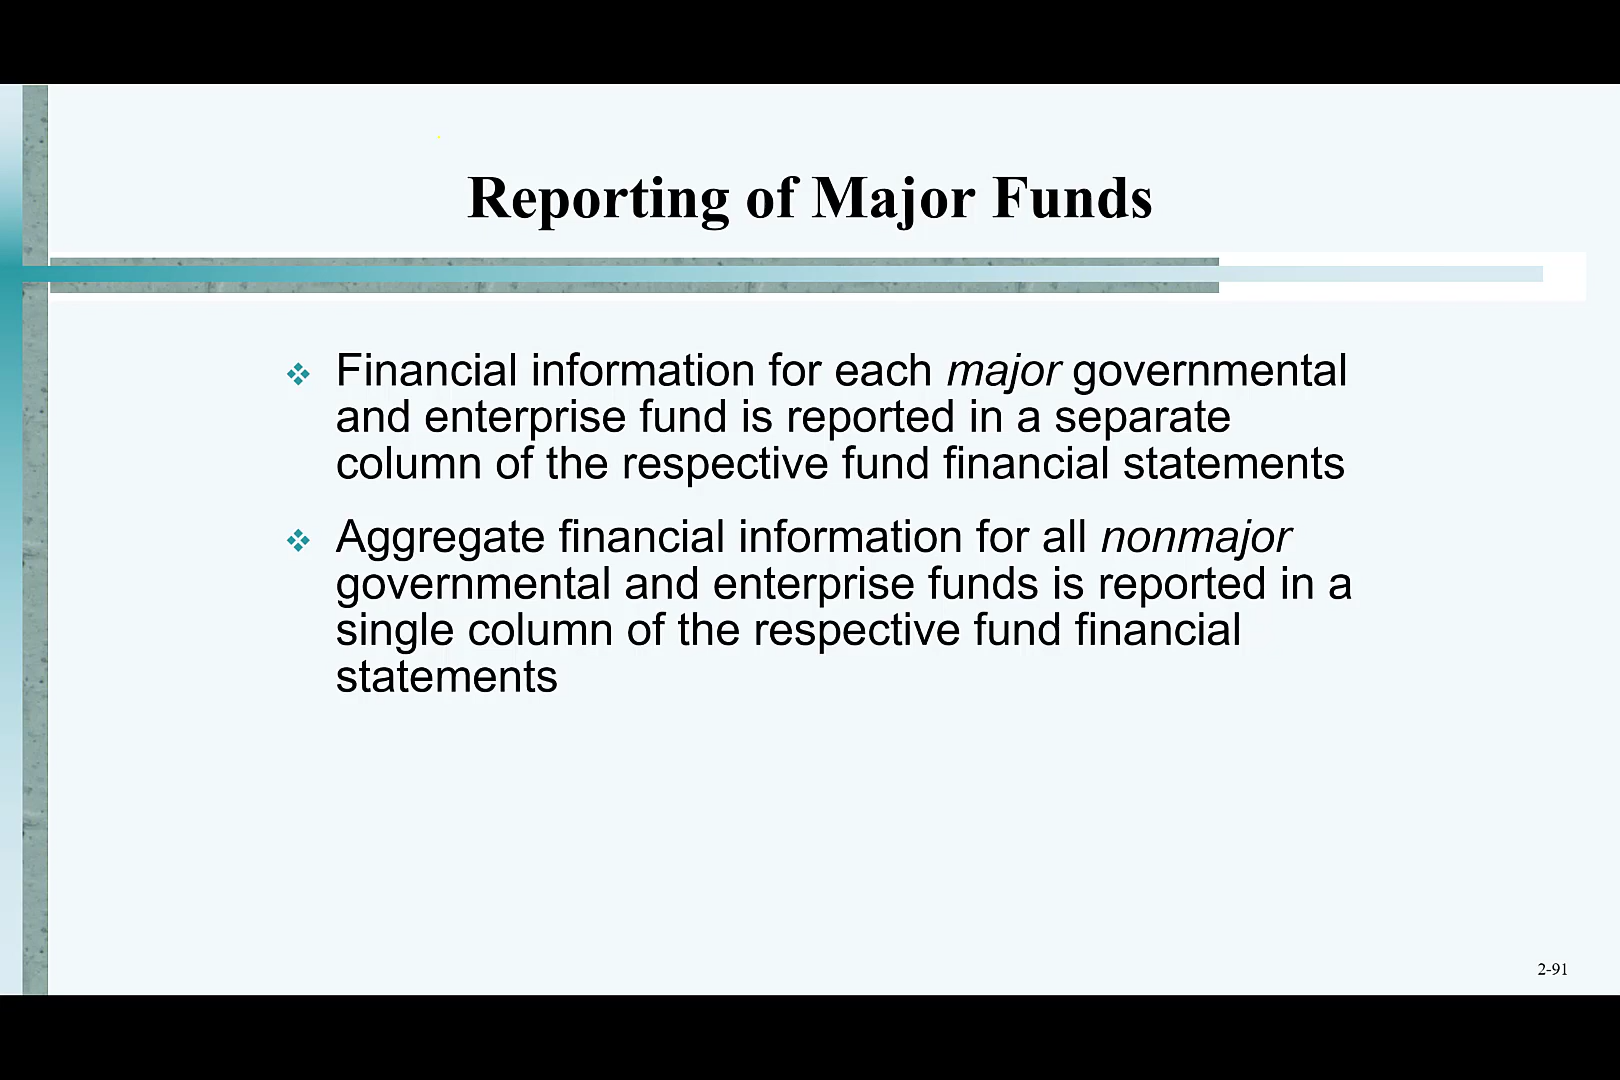 Reporting of Major Funds
Financial information for each major governmental
and enterprise fund is reported in a separate
column of the respective fund financial statements
Aggregate financial information for all nonmajor
governmental and enterprise funds is reported in a
single column of the respective fund financial
statements
2-91